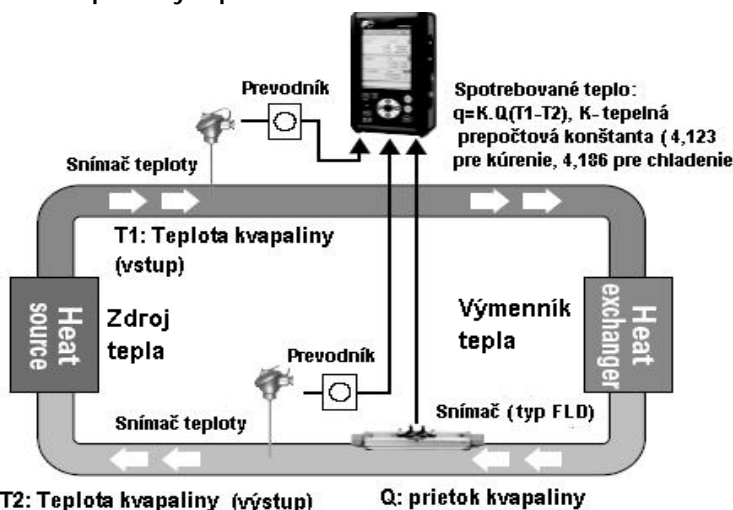 Prevodník
Spotrebované teplo:
q=K.Q(T1-T2), K- tepelná
prepočtová konštanta ( 4,123
pre kúrenie, 4,186 pre chladenie
Snímač teploty
T1: Teplota kvapaliny
(vstup)
Heat
source
Zdroj
tepla
Výmenník
tepla
Heat
exchanger
Prevodník
Snímač teploty
Snímač (typ FLD)
T2: Teplota kvapaliny (výstup)
Q: prietok kvapaliny